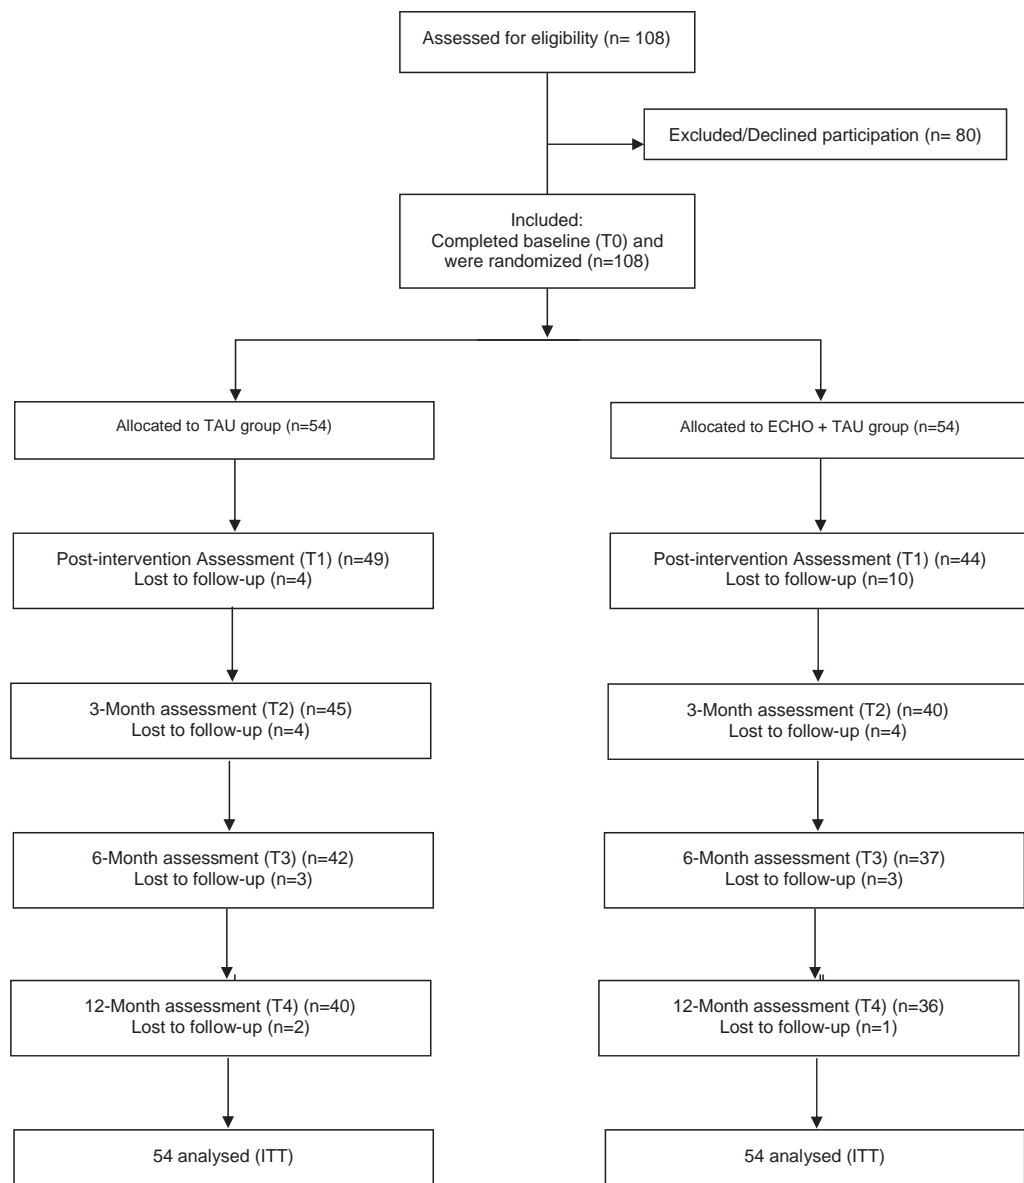 Assessed for eligibility (n= 108)
Excluded/Declined participation (n= 80)
Included:
Completed baseline (T0) and
were randomized (n=108)
Allocated to TAU group (n=54)
Allocated to ECHO + TAU group (n=54)
Post-intervention Assessment (T1) (n=49)
Lost to follow-up (n=4)
Post-intervention Assessment (T1) (n=44)
Lost to follow-up (n=10)
3-Month assessment (T2) (n=45)
Lost to follow-up (n=4)
3-Month assessment (T2) (n=40)
Lost to follow-up (n=4)
6-Month assessment (T3) (n=42)
Lost to follow-up (n=3)
6-Month assessment (T3) (n=37)
Lost to follow-up (n=3)
12-Month assessment (T4) (n=40)
Lost to follow-up (n=2)
12-Month assessment (T4) (n=36)
Lost to follow-up (n=1)
54 analysed (ITT)
54 analysed (ITT)